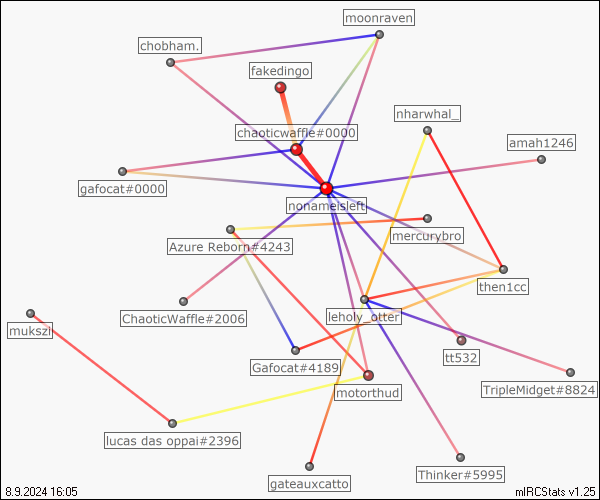 moonraven
chobham.
fakedingo
nharwhal_
chaoticwaffle#0000
amah1246
gafocat#0000
nonameisleft
mercurybro
Azure Reborn#4243
then1cc
ChaoticWaffle#2006
leholy_otter
mukszi
tt532
Gafocat#4189
motorthud
TripleMidget#8824
lucas das oppai#2396
Thinker#5995
gateauxcatto
8.9.2024 16:05
mIRCStats v1.25